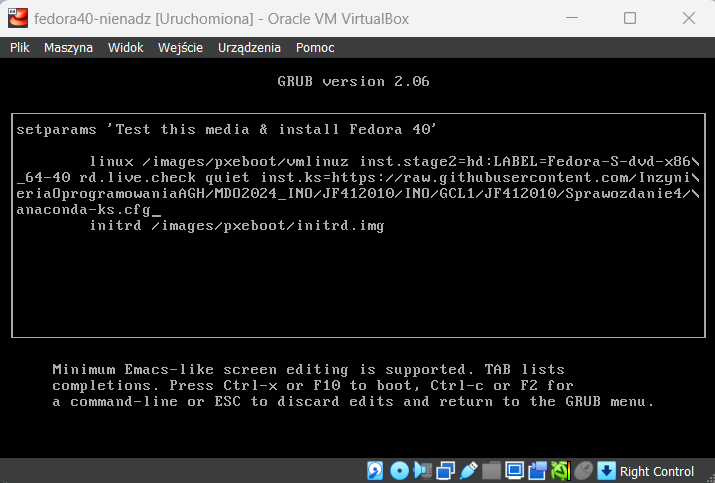 fedora40-nienadz [Uruchomiona] - Oracle VM VirtualBox
Plik Maszyna Widok Wejście Urządzenia Pomoc
GRUB version 2.06
setparams 'Test this media & install Fedora 40'
linux /images/pxeboot/vmlinuz inst.stage2=hd:LABEL=Fedora-S-dvd-x86\
_64-40 rd.live.check quiet inst.ks=https://raw.githubusercontent.com/Inzyni\
eriaOprogramowaniaAGH/MDO2024_INO/JF412010/INO/GCL1/JF412010/Sprawozdanie4/\
anaconda-ks.cfg_
initrd /images/pxeboot/initrd.img
Minimum Emacs-like screen editing is supported. TAB lists
completions. Press Ctrl-x or F10 to boot, Ctrl-c or F2 for
a command-line or ESC to discard edits and return to the GRUB menu.
Right Control